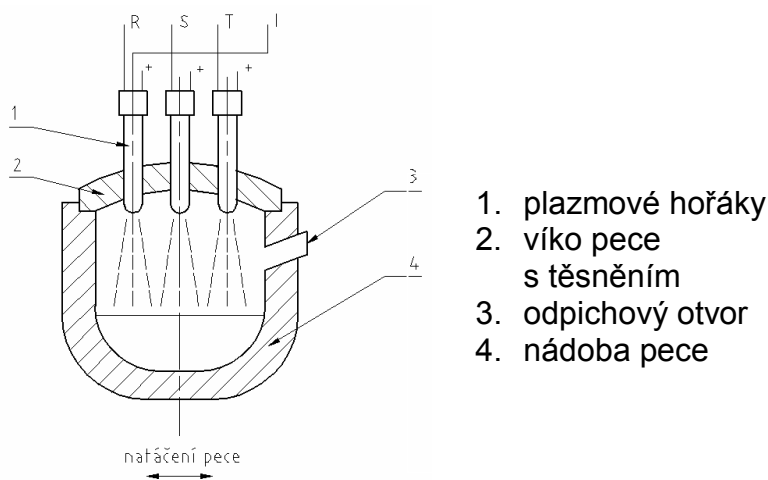 R S T I
+ + +
1
2
3
4
natáčení pece
1. plazmové hořáky
2. víko pece
s těsněním
3. odpichový otvor
4. nádoba pece